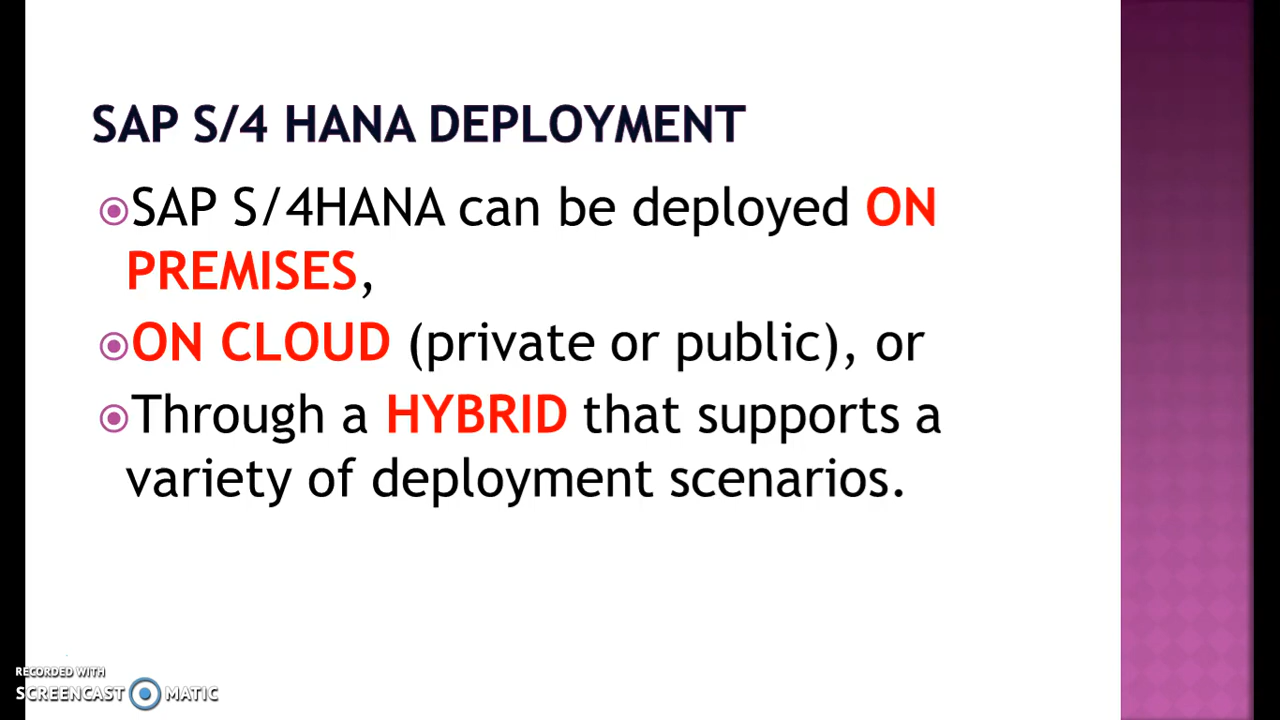 SAP S/4 HANA DEPLOYMENT
SAP S/4HANA can be deployed ON
PREMISES,
ON CLOUD (private or public), or
Through a HYBRID that supports a
variety of deployment scenarios.
RECORDED WITH
SCREENCAST MATIC